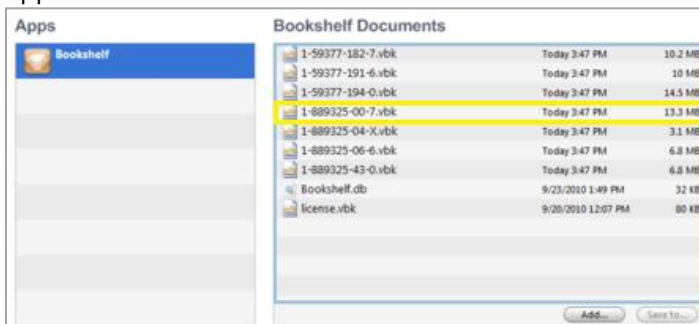 Apps
Bookshelf Documents
Bookshelf
1-59377-182-7.vbk Today 3:47 PM 10.2 MB
1-59377-191-6.vbk Today 3:47 PM 10 MB
1-59377-194-0.vbk Today 3:47 PM 14.5 MB
1-889325-00-7.vbk Today 3:47 PM 13.3 MB
1-889325-04-X.vbk Today 3:47 PM 3.1 MB
1-889325-06-6.vbk Today 3:47 PM 6.8 MB
1-889325-43-0.vbk Today 3:47 PM 6.8 MB
Bookshelf.db 9/23/2010 1:49 PM 32 KB
license.vbk 9/20/2010 12:07 PM 80 KB
Add... Save to...